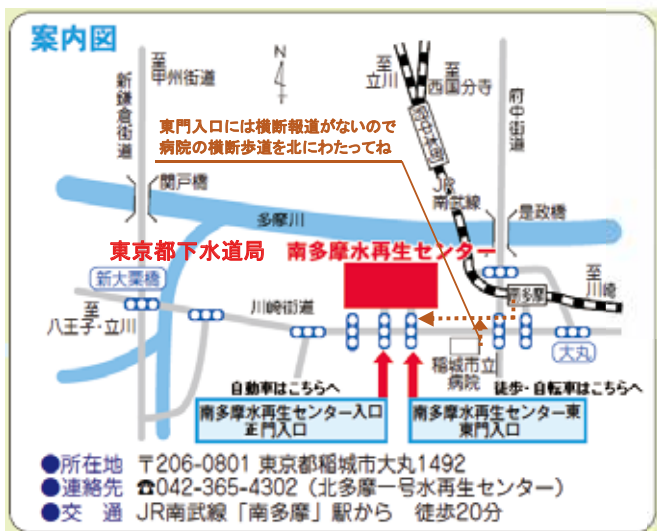 案内図
N
至
甲州街道
新鎌倉街道
至
立川
至
西国分寺
府中本町
府中街道
東門入口には横断報道がないので
病院の横断歩道を北にわたってね
関戸橋
JR
南武線
是政橋
多摩川
東京都下水道局 南多摩水再生センター
新大栗橋
至
川崎
南多摩
川崎街道
至
八王子・立川
稲城市立
病院
大丸
自動車はこちらへ
徒歩・自転車はこちらへ
南多摩水再生センター入口
正門入口
南多摩水再生センター東
東門入口
●所在地 〒206-0801 東京都稲城市大丸1492
●連絡先 ☎042-365-4302（北多摩一号水再生センター）
●交　通 JR南武線「南多摩」駅から　徒歩20分